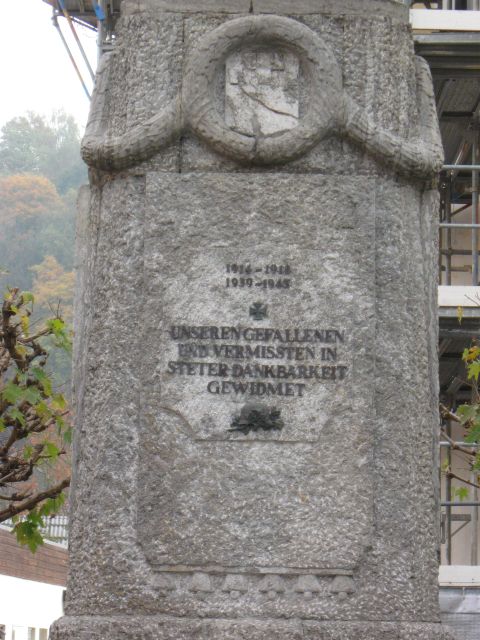 1914 - 1918
1939 - 1945
UNSEREN GEFALLENEN
UND VERMISSTEN IN
STETER DANKBARKEIT
GEWIDMET